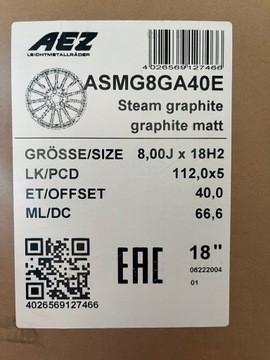 AEZ
LEICHTMETALLRÄDER
4026569127466
ASMG8GA40E
Steam graphite
graphite matt
GRÖSSE/SIZE 8,00J x 18H2
LK/PCD 112,0x5
ET/OFFSET 40,0
ML/DC 66,6
4026569127466
EAC
18"
06222004
01